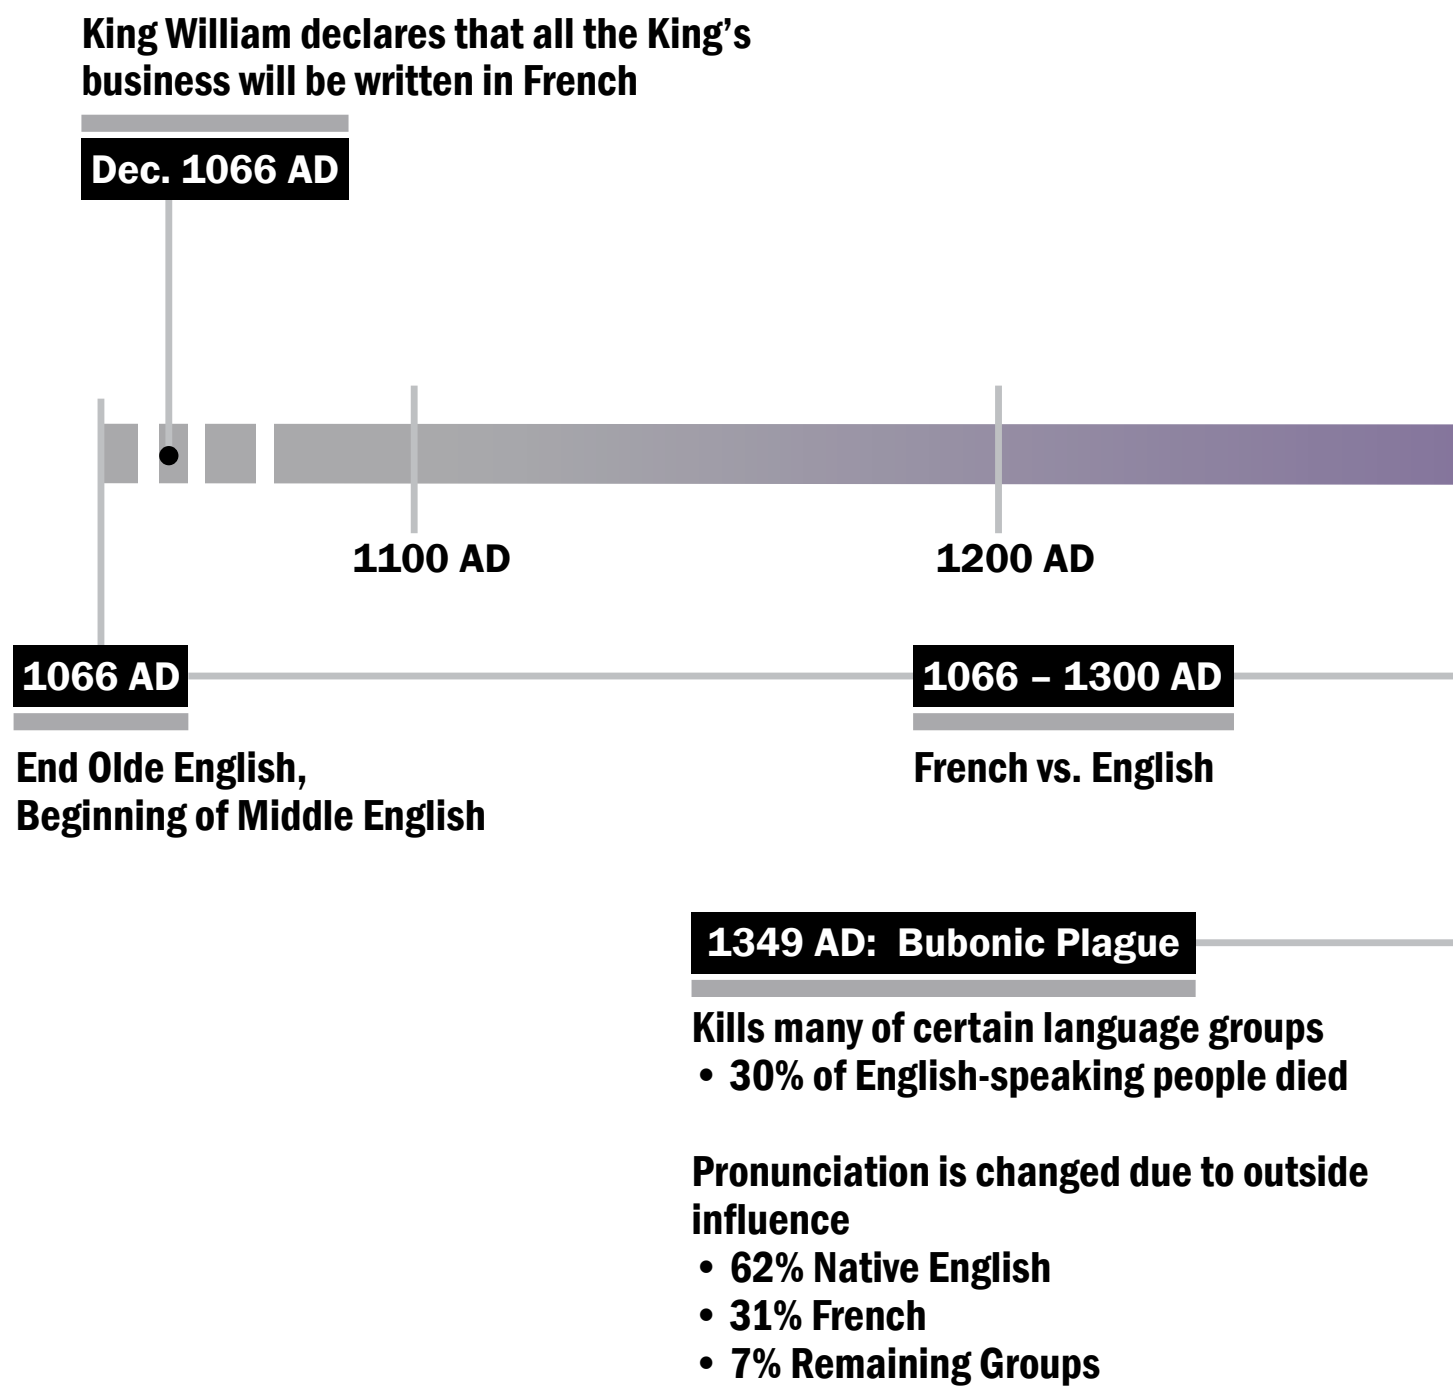 King William declares that all the King’s
business will be written in French
Dec. 1066 AD
1100 AD
1200 AD
1066 AD
End Olde English,
Beginning of Middle English
1066 – 1300 AD
French vs. English
1349 AD: Bubonic Plague
Kills many of certain language groups
• 30% of English-speaking people died
Pronunciation is changed due to outside
influence
• 62% Native English
• 31% French
• 7% Remaining Groups